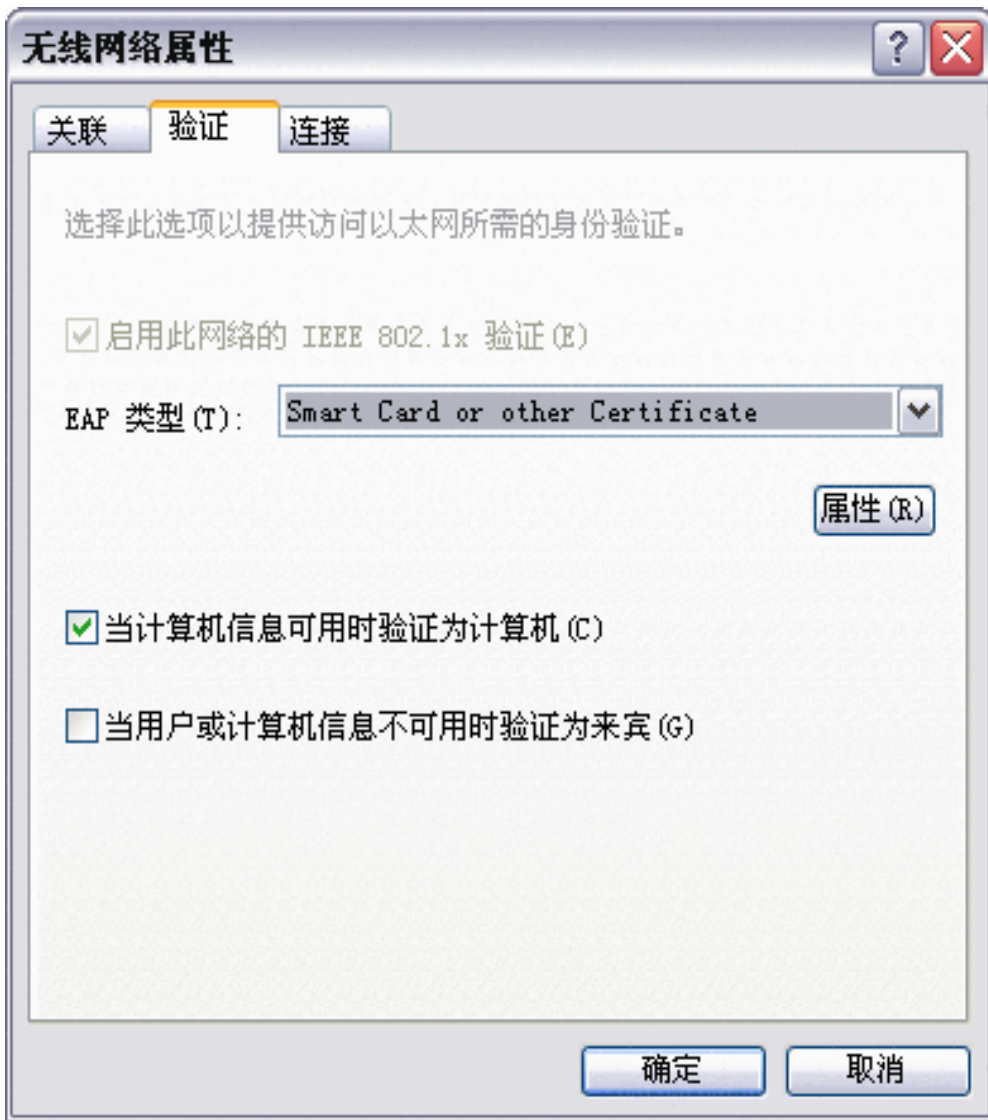 无线网络属性
关联 验证 连接
选择此选项以提供访问以太网所需的身份验证。
启用此网络的 IEEE 802.1x 验证(E)
EAP 类型(T): Smart Card or other Certificate
属性(R)
当计算机信息可用时验证为计算机(C)
当用户或计算机信息不可用时验证为来宾(G)
确定 取消